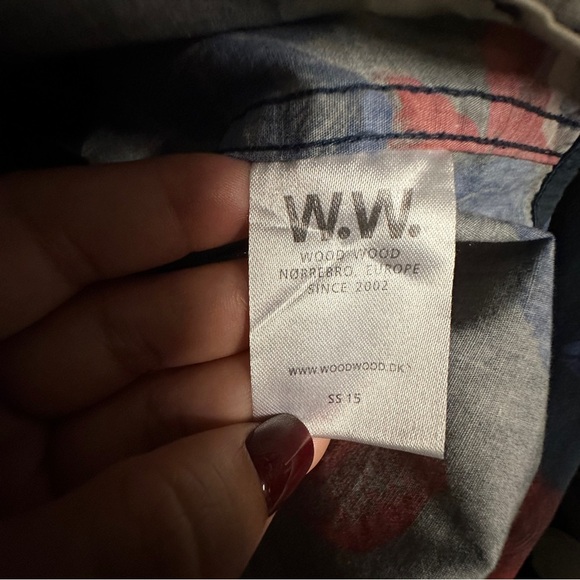 W.W.
WOOD WOOD
NØRREBRO, EUROPE
SINCE 2002
WWW.WOODWOOD.DK
SS 15